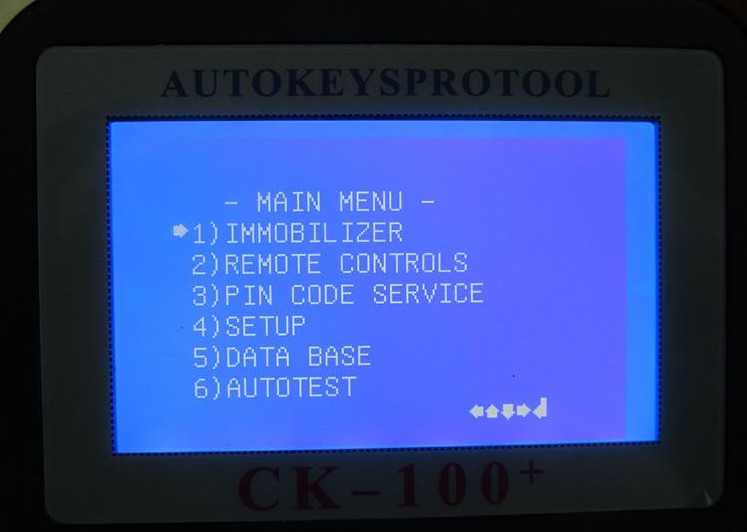 AUTOKEYSPROTOOL
- MAIN MENU -
1)IMMOBILIZER
2)REMOTE CONTROLS
3)PIN CODE SERVICE
4)SETUP
5)DATA BASE
6)AUTOTEST
CK-100+